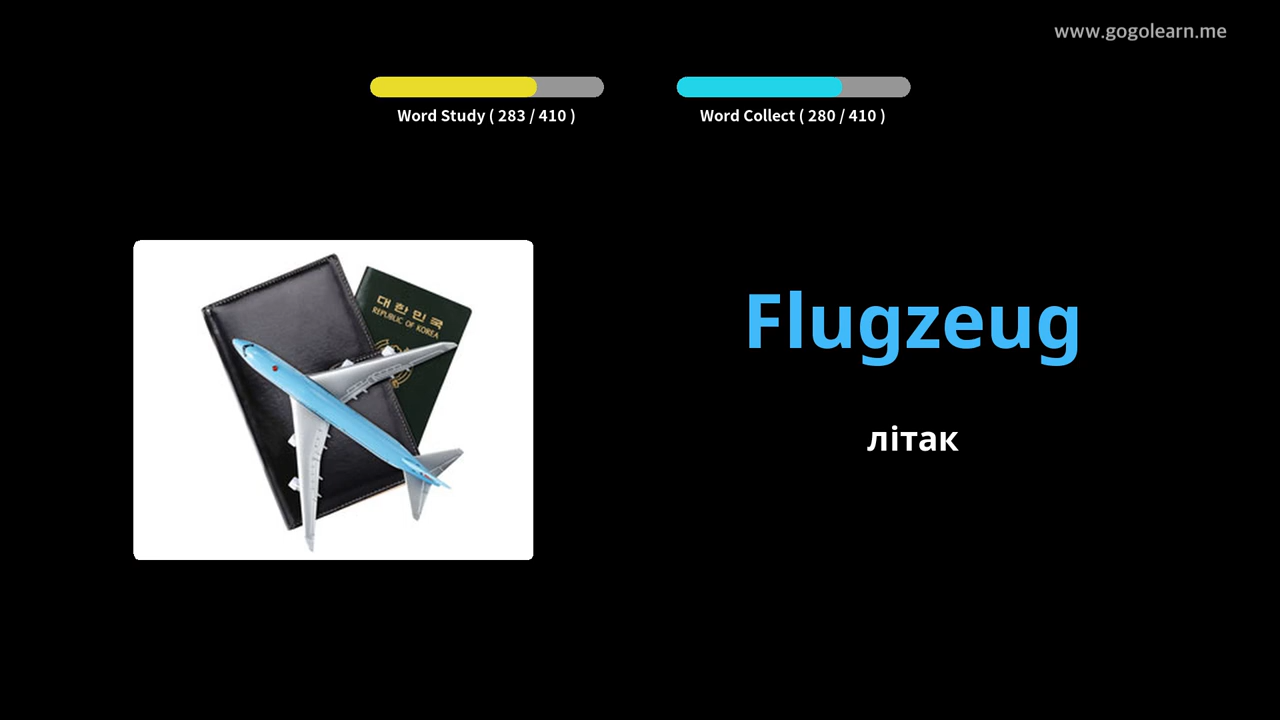 www.gogolearn.me
Word Study ( 283 / 410 )
Word Collect ( 280 / 410 )
대한민국
REPUBLIC OF KOREA
Flugzeug
літак